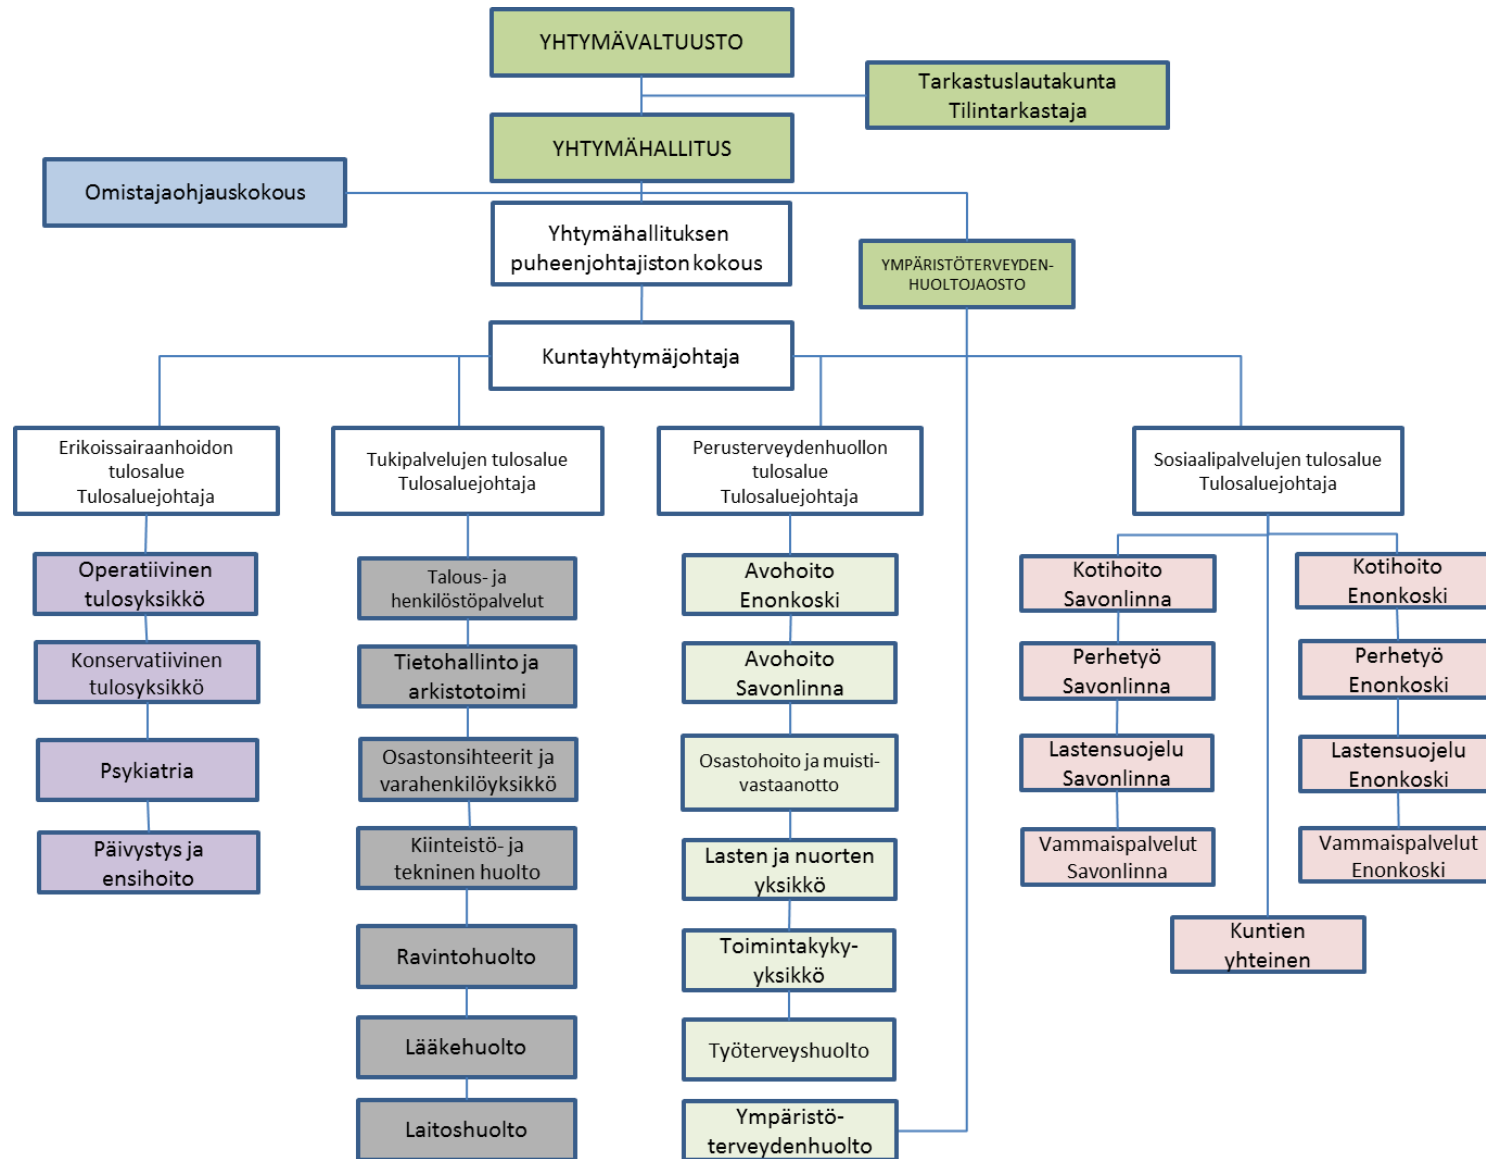 YHTYMÄVALTUUSTO
Tarkastuslautakunta
Tilintarkastaja
YHTYMÄHALLITUS
Omistajaohjauskokous
Yhtymähallituksen
puheenjohtajiston kokous
YMPÄRISTÖTERVEYDEN-
HUOLTOJAOSTO
Kuntayhtymäjohtaja
Erikoissairaanhoidon
tulosalue
Tulosaluejohtaja
Operatiivinen
tulosyksikkö
Konservatiivinen
tulosyksikkö
Psykiatria
Päivystys ja
ensihoito
Tukipalvelujen tulosalue
Tulosaluejohtaja
Talous- ja
henkilöstöpalvelut
Tietohallinto ja
arkistotoimi
Osastonsihteerit ja
varahenkilöyksikkö
Kiinteistö- ja
tekninen huolto
Ravintohuolto
Lääkehuolto
Laitoshuolto
Perusterveydenhuollon
tulosalue
Tulosaluejohtaja
Avohoito
Enonkoski
Avohoito
Savonlinna
Osastohoito ja muisti-
vastaanotto
Lasten ja nuorten
yksikkö
Toimintakyky-
yksikkö
Työterveyshuolto
Ympäristö-
terveydenhuolto
Sosiaalipalvelujen tulosalue
Tulosaluejohtaja
Kotihoito
Savonlinna
Perhetyö
Savonlinna
Lastensuojelu
Savonlinna
Vammaispalvelut
Savonlinna
Kotihoito
Enonkoski
Perhetyö
Enonkoski
Lastensuojelu
Enonkoski
Vammaispalvelut
Enonkoski
Kuntien
yhteinen